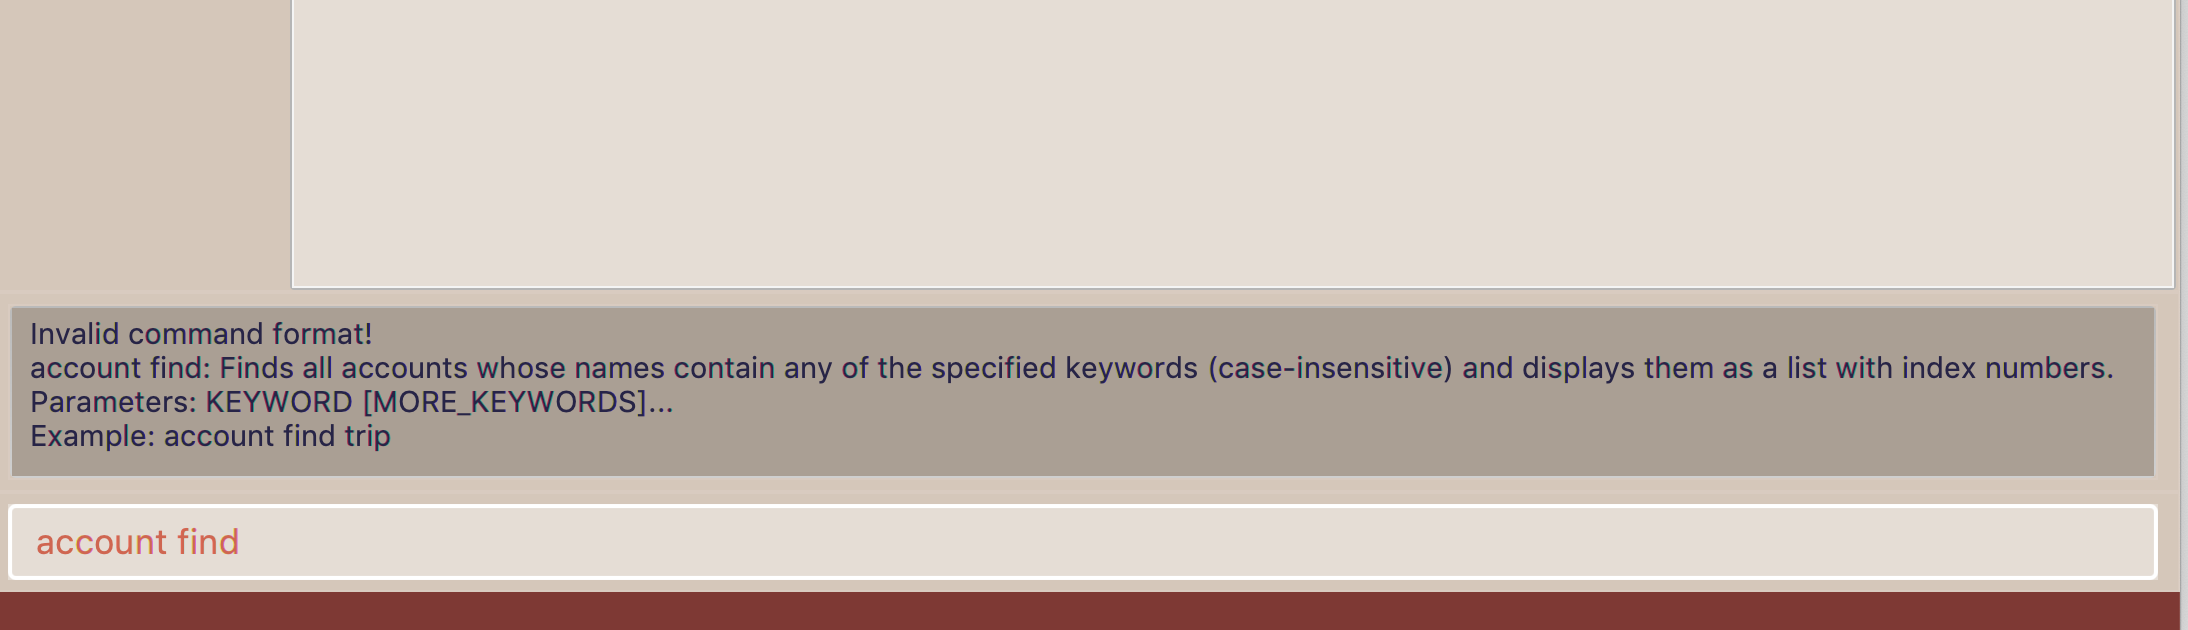 Invalid command format!
account find: Finds all accounts whose names contain any of the specified keywords (case-insensitive) and displays them as a list with index numbers.
Parameters: KEYWORD [MORE_KEYWORDS]...
Example: account find trip
account find